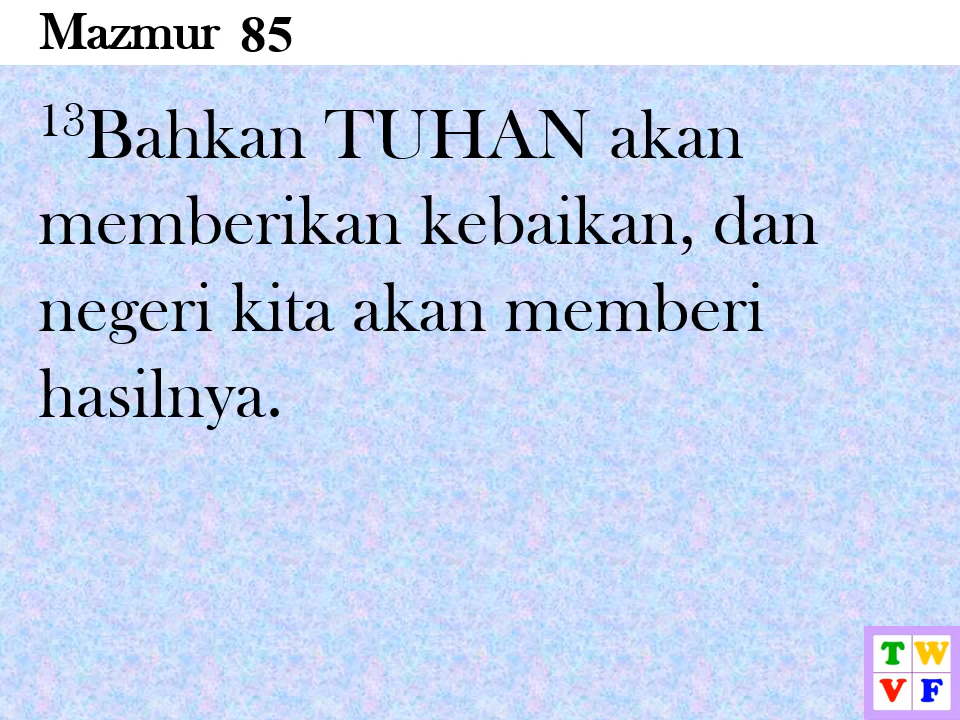 Mazmur 85
13Bahkan TUHAN akan
memberikan kebaikan, dan
negeri kita akan memberi
hasilnya.
T W
V F